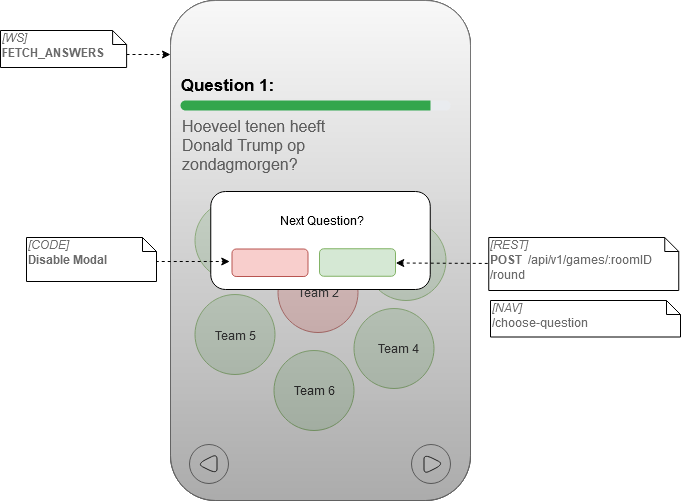 [WS]
FETCH_ANSWERS
Question 1:
Hoeveel tenen heeft
Donald Trump op
zondagmorgen?
Next Question?
[CODE]
Disable Modal
[REST]
POST /api/v1/games/:roomID
/round
[NAV]
/choose-question
Team 2
Team 5
Team 4
Team 6